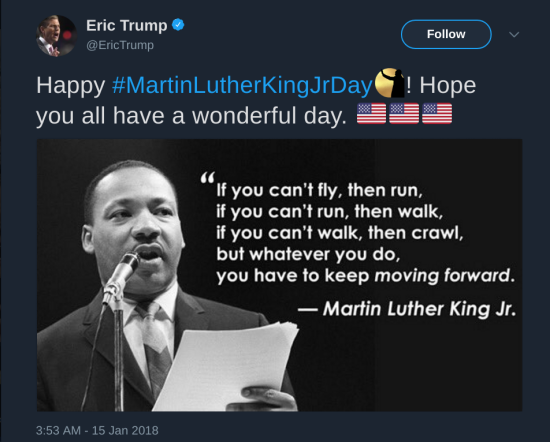 Eric Trump
@EricTrump
Follow
Happy #MartinLutherKingJrDay! Hope
you all have a wonderful day.
“If you can't fly, then run,
if you can't run, then walk,
if you can't walk, then crawl,
but whatever you do,
you have to keep moving forward.
— Martin Luther King Jr.
3:53 AM - 15 Jan 2018